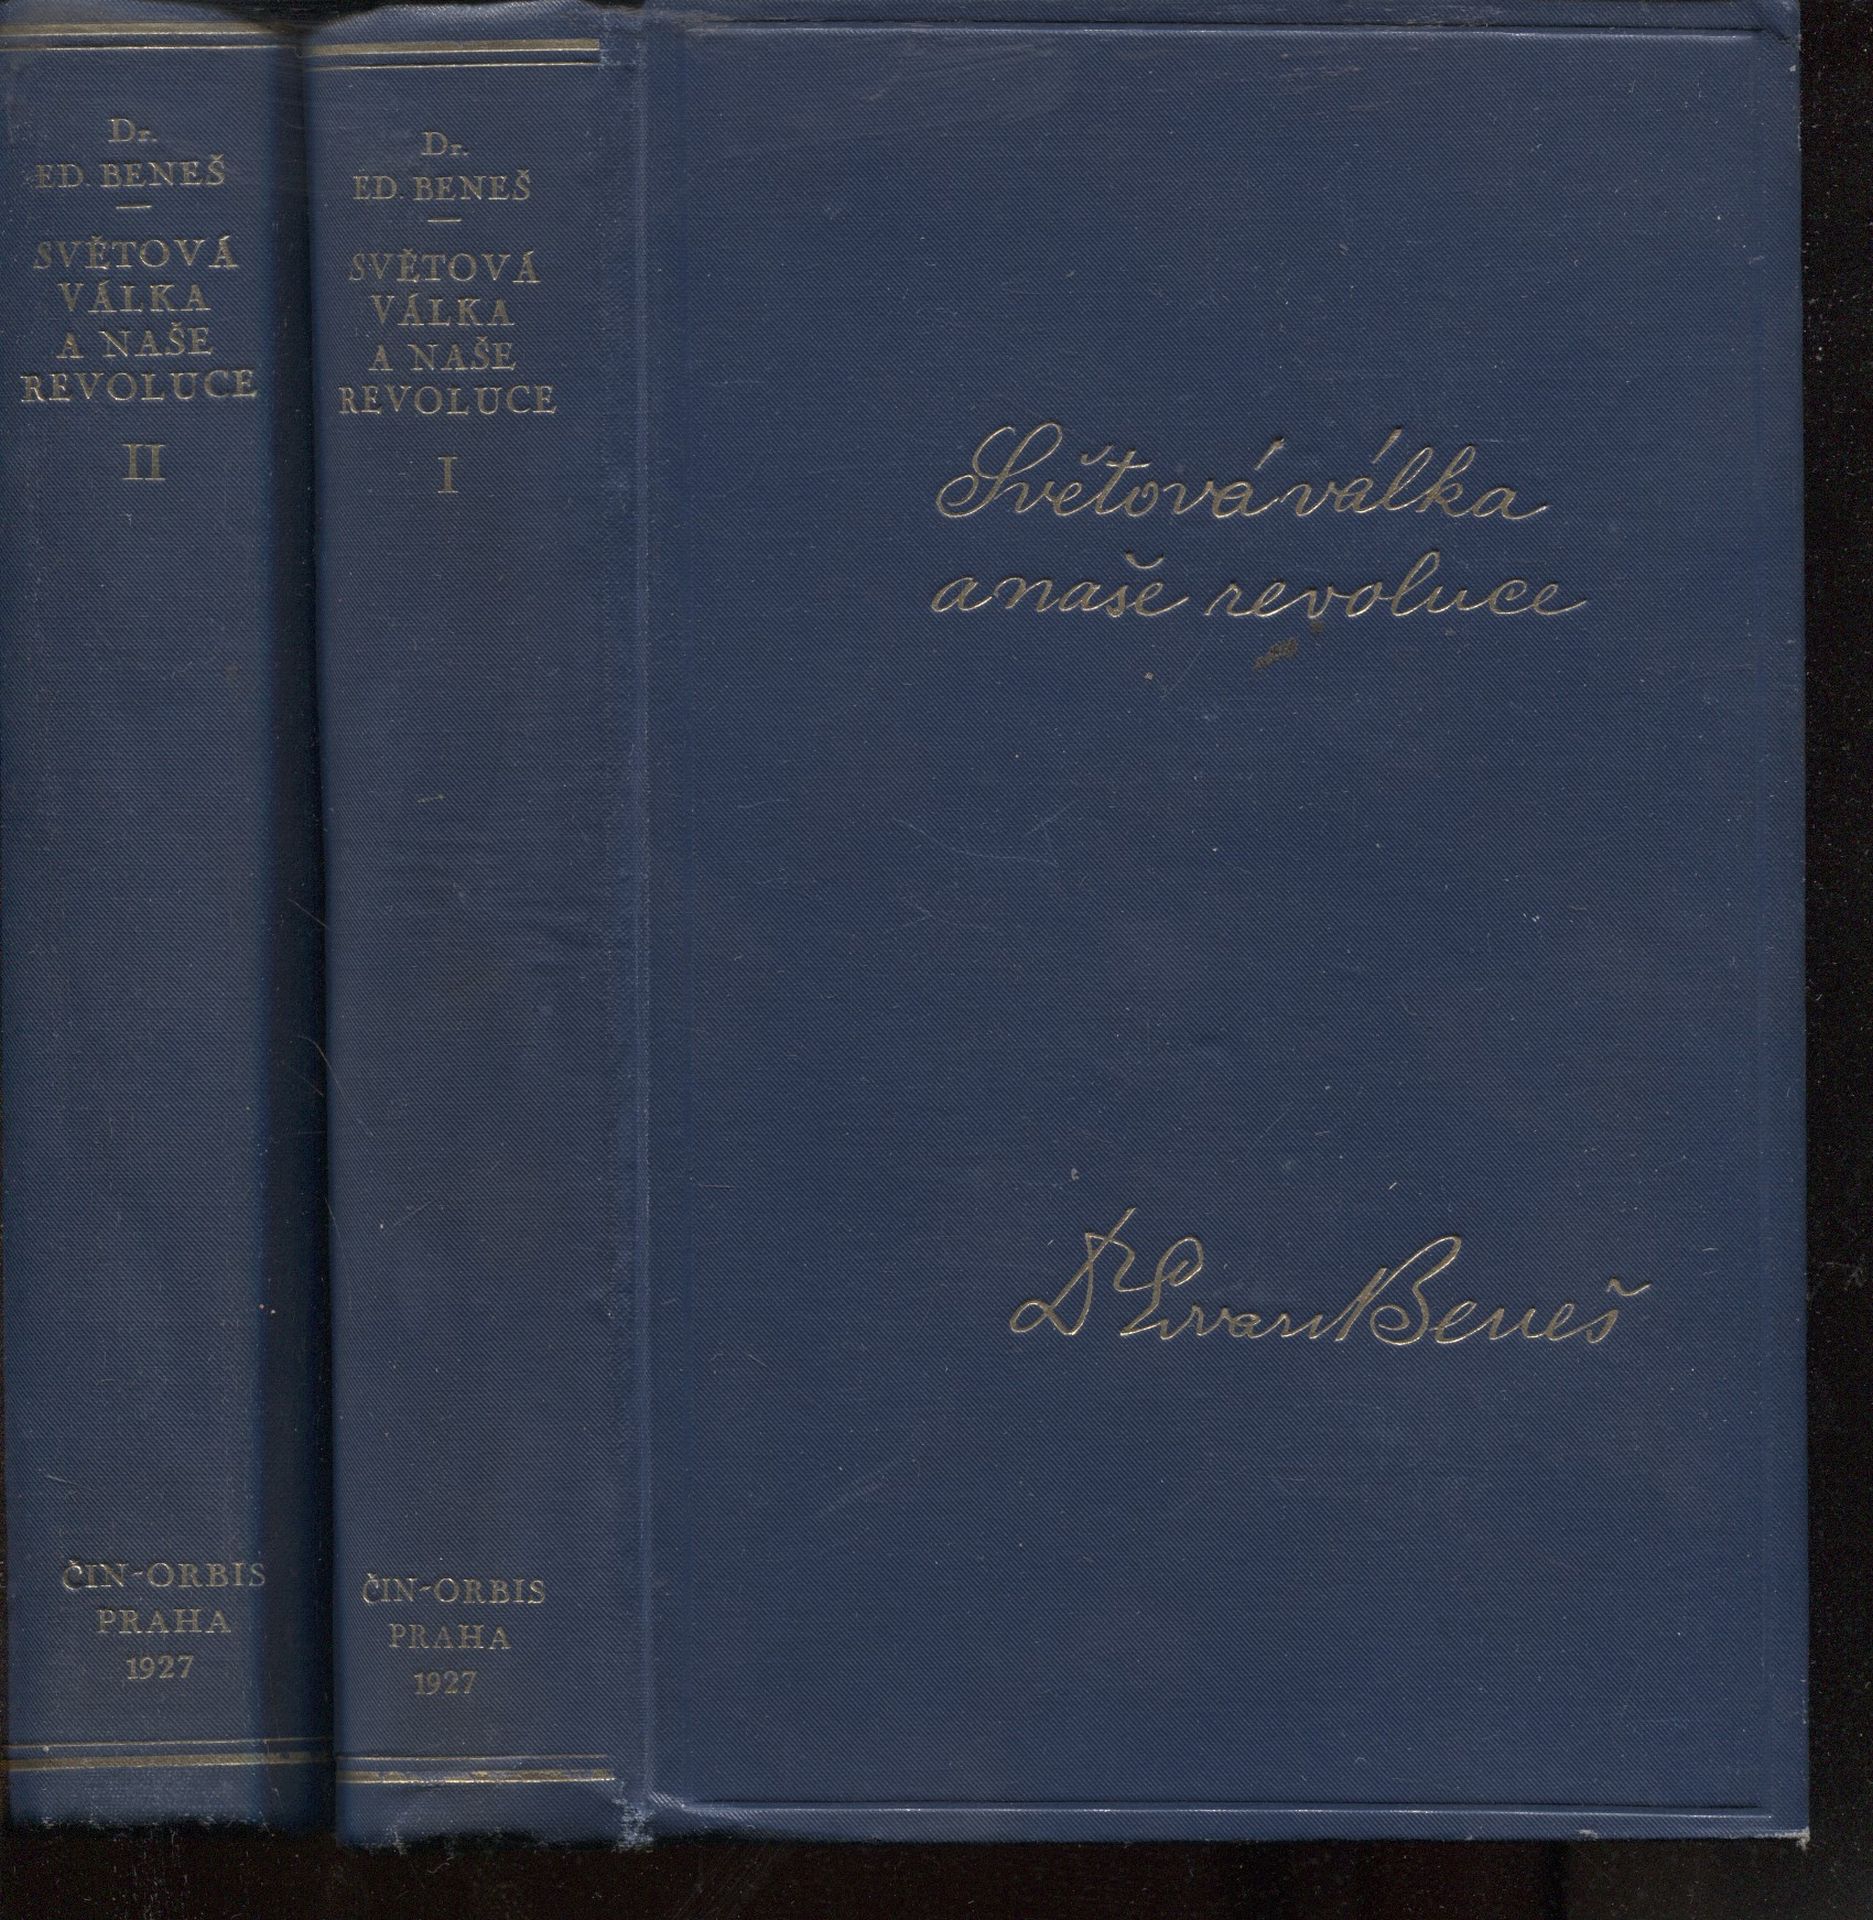 Dr.
ED. BENEŠ
SVĚTOVÁ
VÁLKA
A NAŠE
REVOLUCE
II
ČIN-ORBIS
PRAHA
1927
Dr.
ED. BENEŠ
SVĚTOVÁ
VÁLKA
A NAŠE
REVOLUCE
I
ČIN-ORBIS
PRAHA
1927
Světová válka
a naše revoluce
Dr Edvard Beneš